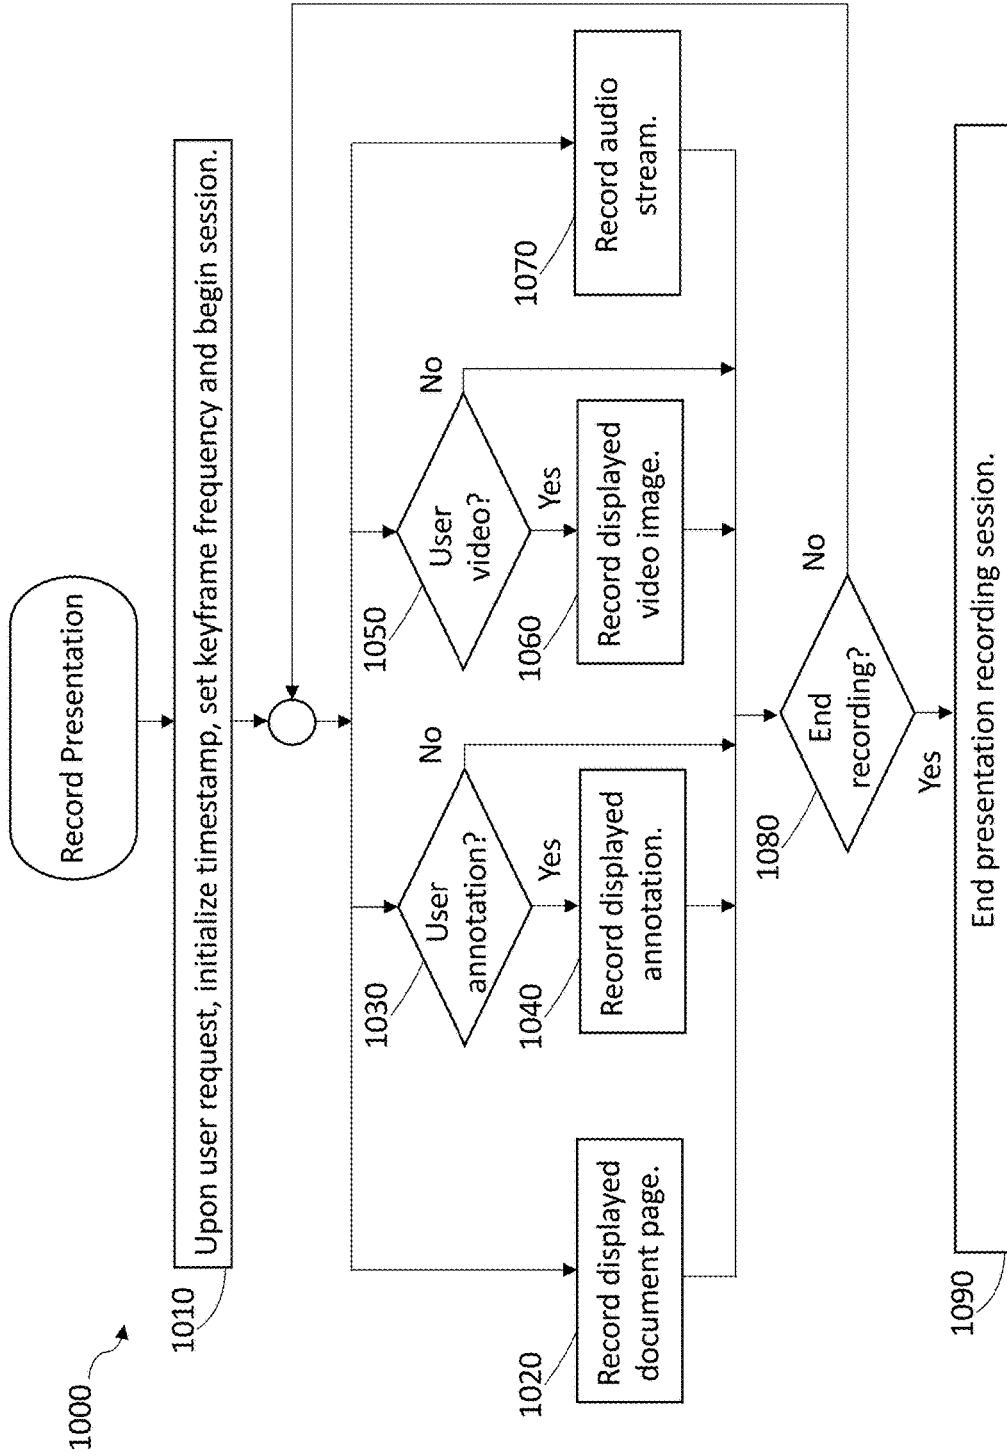 1000
Record Presentation
1010
Upon user request, initialize timestamp, set keyframe frequency and begin session.
1020
Record displayed
document page.
1030
User
annotation?
No
Yes
1040
Record displayed
annotation.
1050
User
video?
No
Yes
1060
Record displayed
video image.
1070
Record audio
stream.
1080
End
recording?
No
Yes
1090
End presentation recording session.